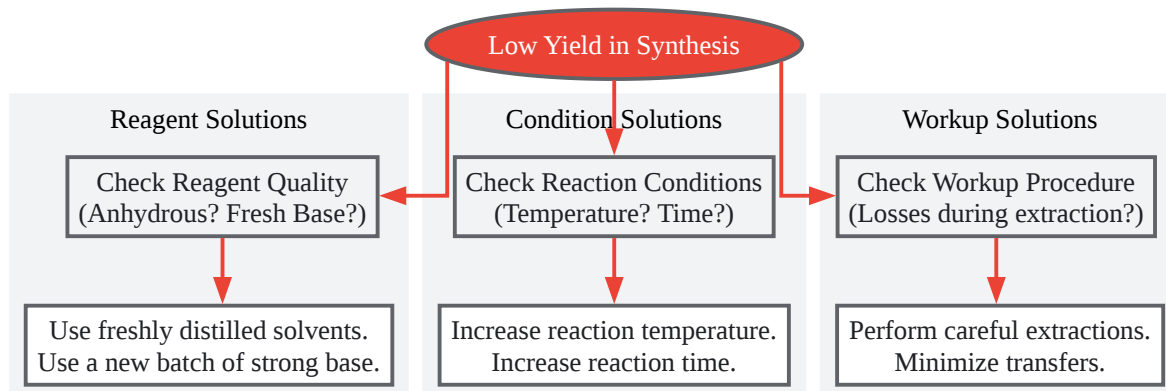 Low Yield in Synthesis
Reagent Solutions
Check Reagent Quality
(Anhydrous? Fresh Base?)
Use freshly distilled solvents.
Use a new batch of strong base.
Condition Solutions
Check Reaction Conditions
(Temperature? Time?)
Increase reaction temperature.
Increase reaction time.
Workup Solutions
Check Workup Procedure
(Losses during extraction?)
Perform careful extractions.
Minimize transfers.